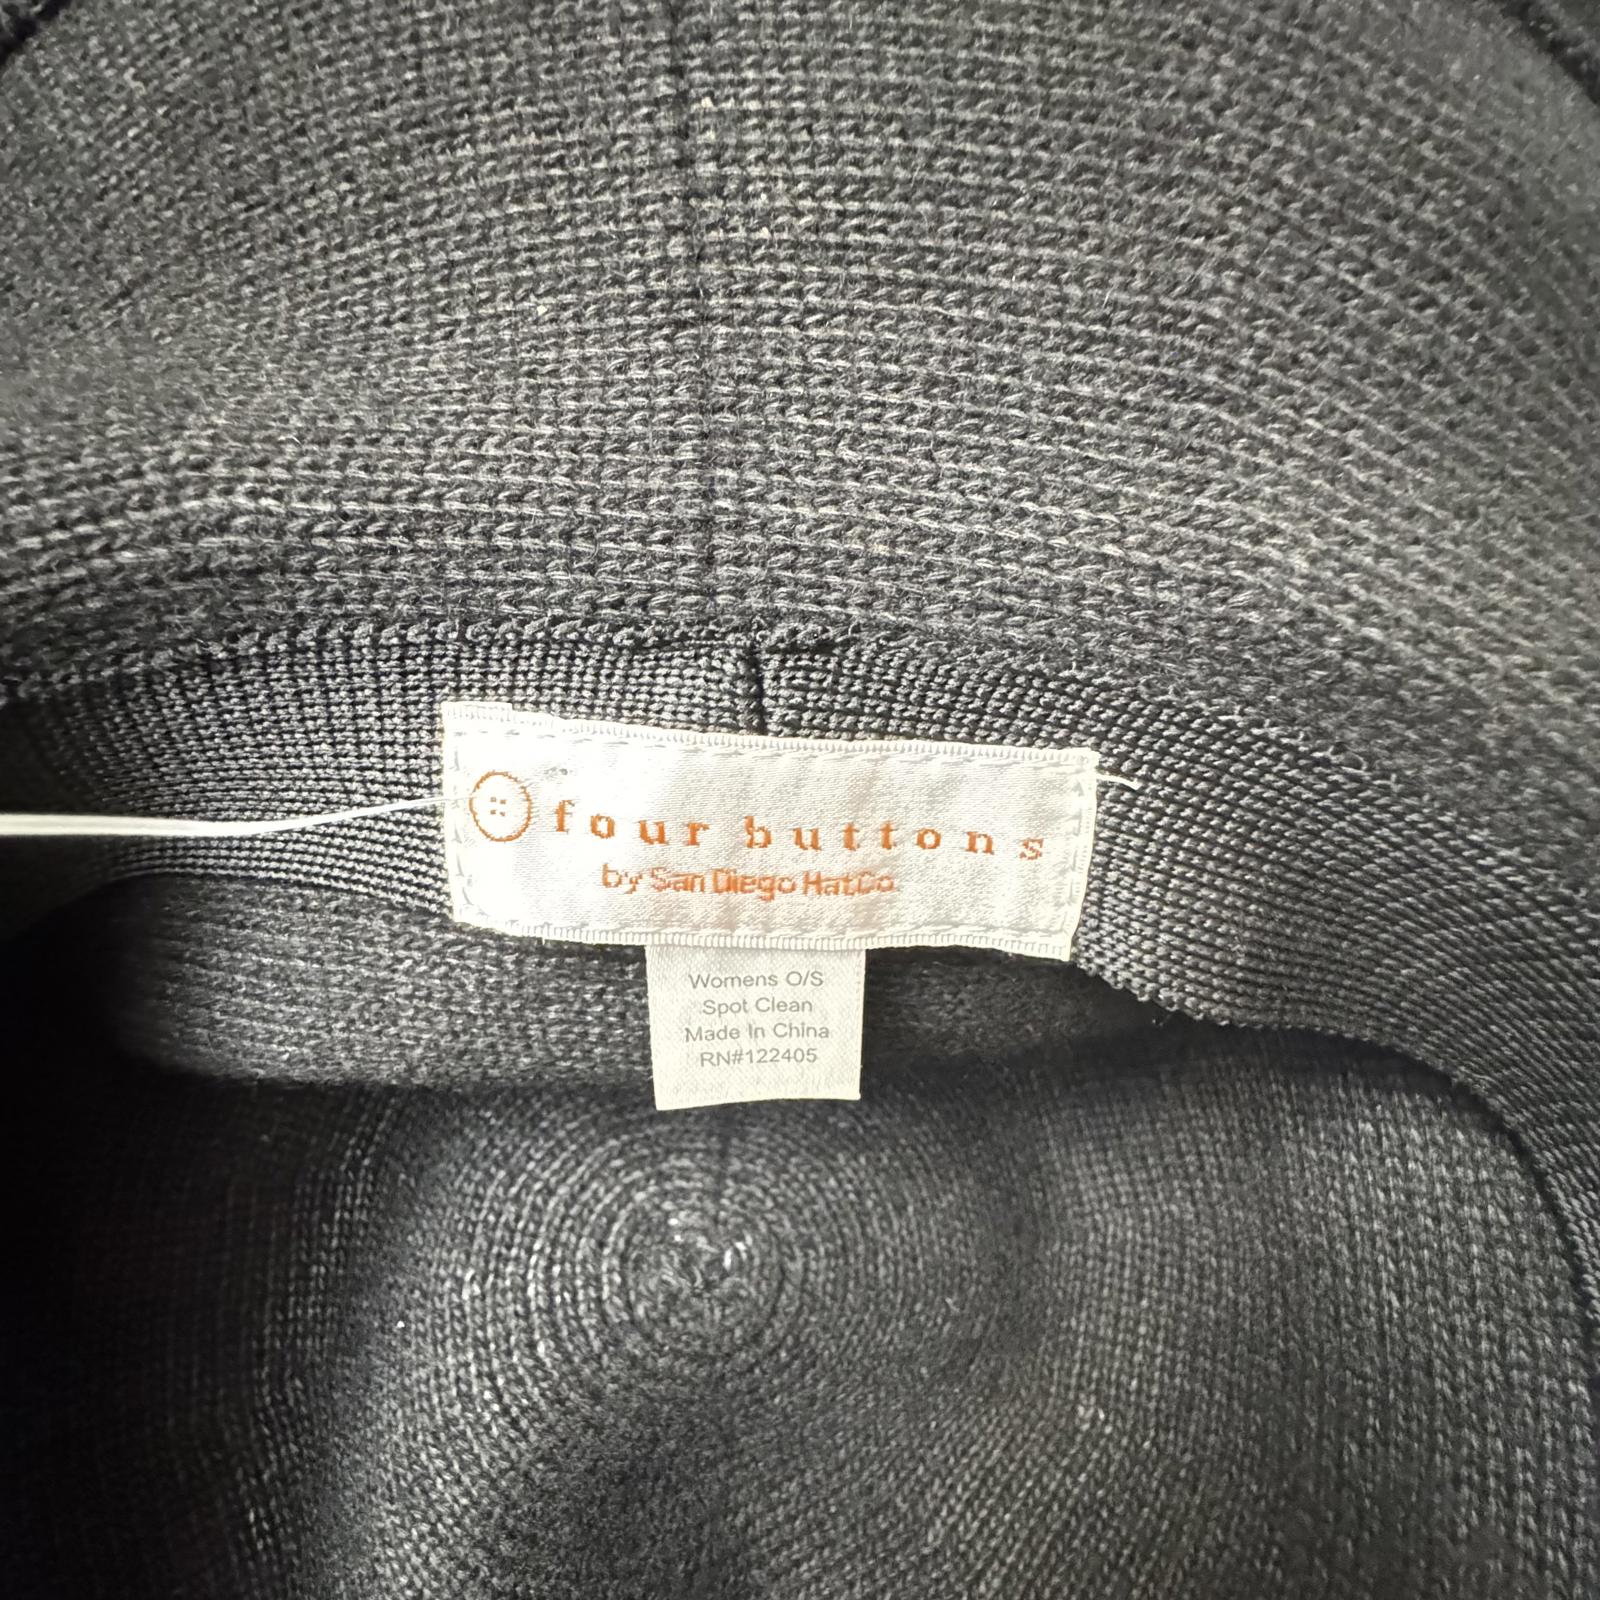 four buttons
by San Diego Hat Co.
Womens O/S
Spot Clean
Made In China
RN#122405